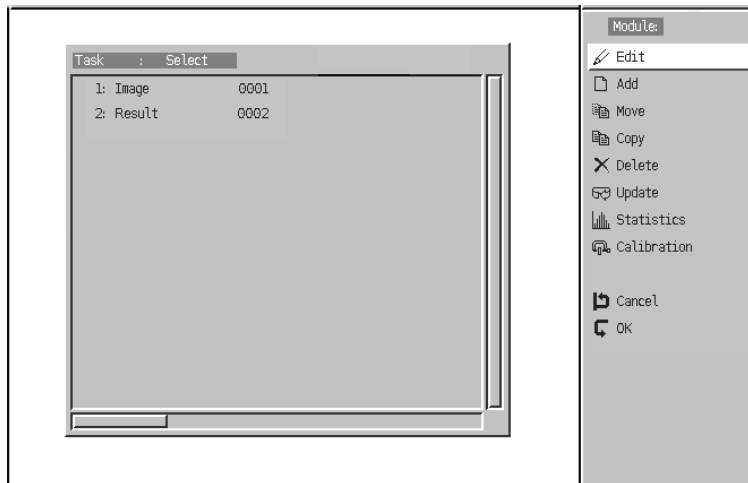 Task : Select
1: Image 0001
2: Result 0002
Module:
Edit
Add
Move
Copy
Delete
Update
Statistics
Calibration
Cancel
OK